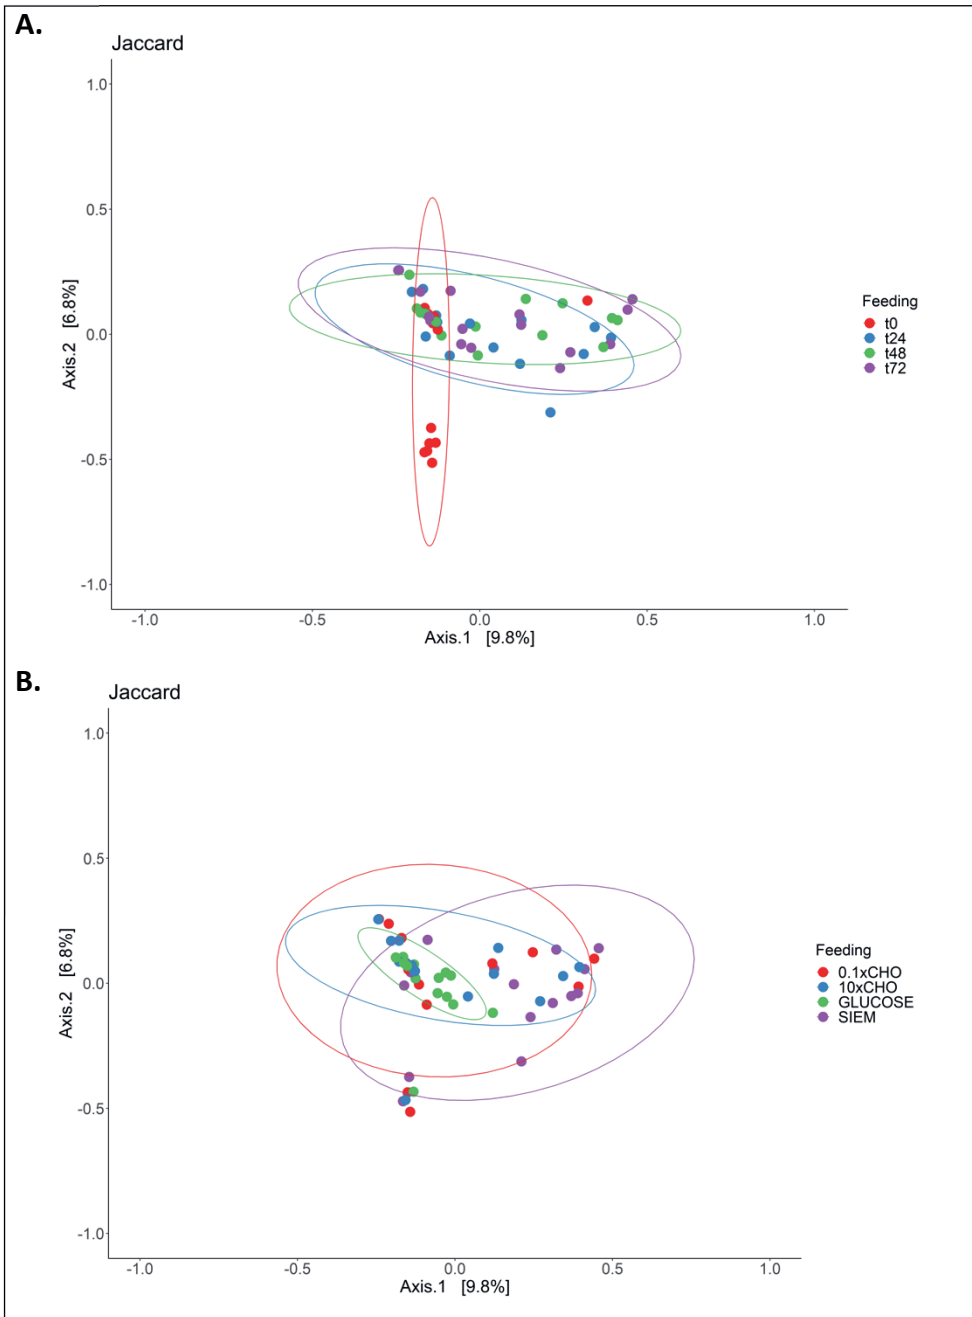 A.
Jaccard
1.0
0.5
0.0
-0.5
-1.0
Axis.2 [6.8%]
-1.0 -0.5 0.0 0.5 1.0
Axis.1 [9.8%]
Feeding
t0
t24
t48
t72
B.
Jaccard
1.0
0.5
0.0
-0.5
-1.0
Axis.2 [6.8%]
-1.0 -0.5 0.0 0.5 1.0
Axis.1 [9.8%]
Feeding
0.1xCHO
10xCHO
GLUCOSE
SIEM